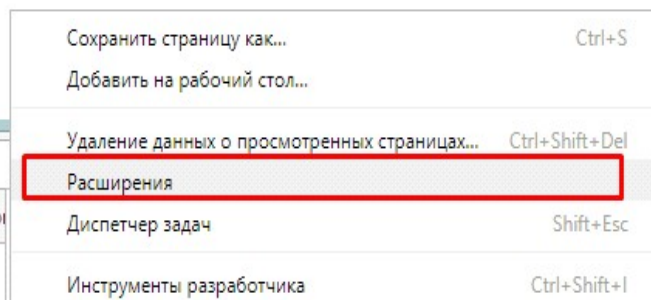 Сохранить страницу как... Ctrl+S
Добавить на рабочий стол...
Удаление данных о просмотренных страницах... Ctrl+Shift+Del
Расширения
Диспетчер задач Shift+Esc
Инструменты разработчика Ctrl+Shift+I